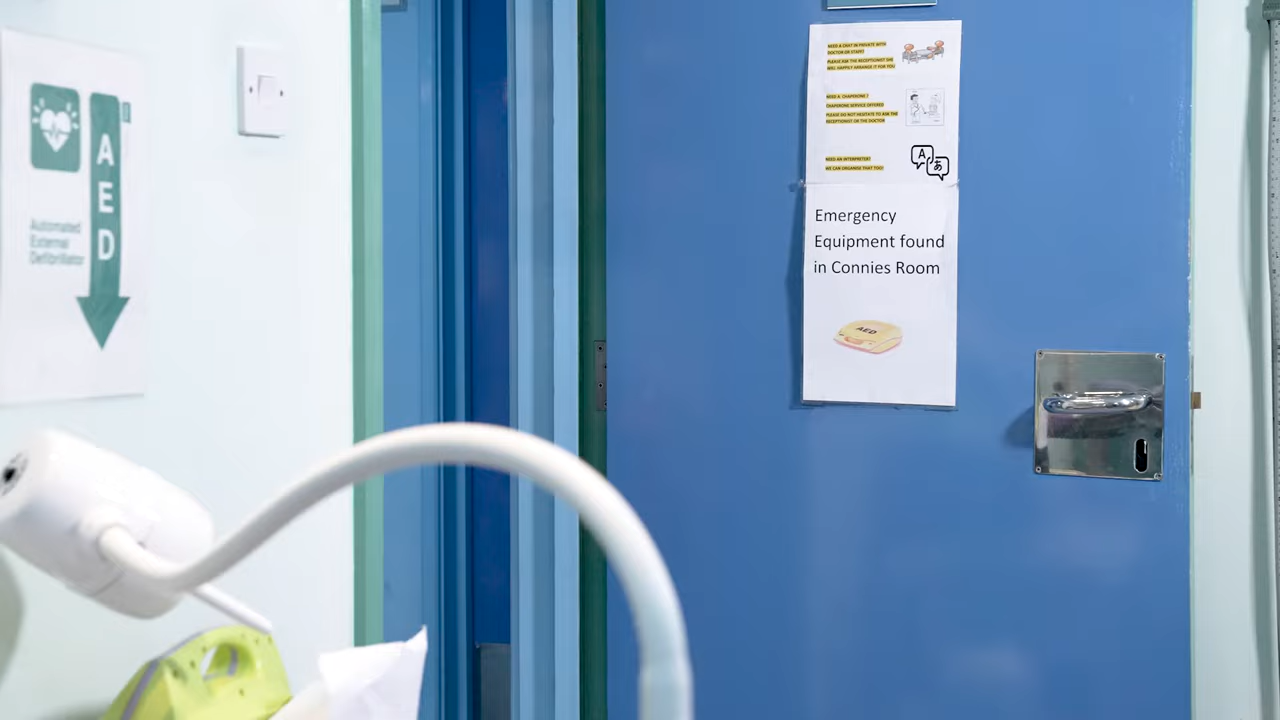 AED
Automated
External
Defibrillator
NEED A CHAT IN PRIVATE WITH
DOCTOR OR STAFF?
PLEASE ASK THE RECEPTIONIST SHE
WILL HAPPILY ARRANGE IT FOR YOU
NEED A CHAPERONE ?
CHAPERONE SERVICE OFFERED
PLEASE DO NOT HESITATE TO ASK THE
RECEPTIONIST OR THE DOCTOR
NEED AN INTERPRETER?
WE CAN ORGANISE THAT TOO!
A
あ
Emergency
Equipment found
in Connies Room
AED